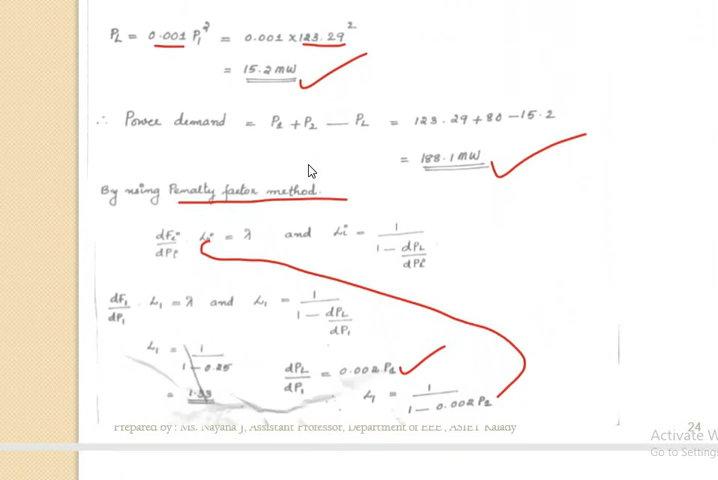 PL = 0.001 P1² = 0.001 × 123.29²
= 15.2 MW
∴ Power demand = P1 + P2 — PL = 123.29 + 80 − 15.2
= 188.1 MW
By using Penalty factor method.
dFi/dPi Li = λ and Li = 1/(1 − dPL/dPi)
dF1/dP1 . L1 = λ and L1 = 1/(1 − dPL/dP1)
L1 = 1/(1 − 0.25) dPL/dP1 = 0.002 P1
= 1.33 ∴ L1 = 1/(1 − 0.002 P1)
Prepared by : Ms. Nayana J, Assistant Professor, Department of EEE , ASIET Kalady 24
Activate W
Go to Settings